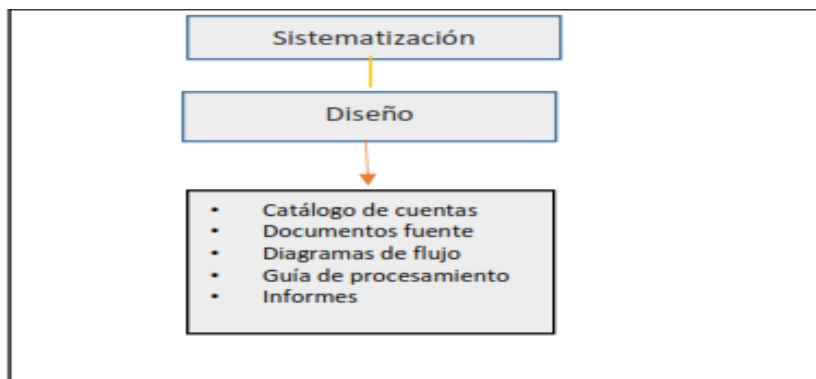 Sistematización
Diseño
• Catálogo de cuentas
• Documentos fuente
• Diagramas de flujo
• Guía de procesamiento
• Informes